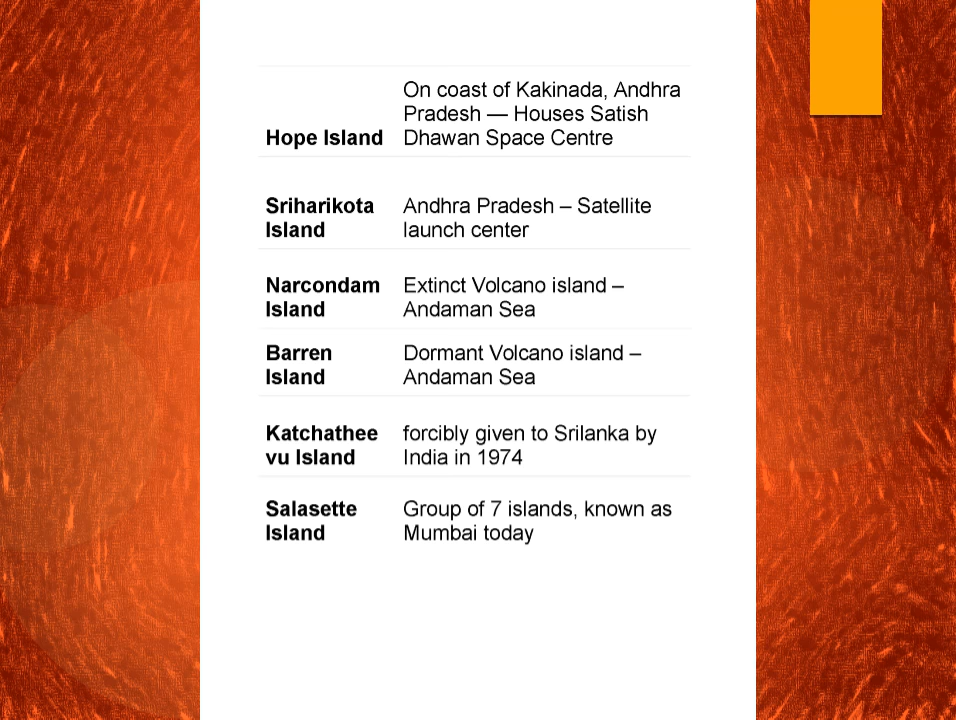 On coast of Kakinada, Andhra
Pradesh — Houses Satish
Hope Island Dhawan Space Centre
Sriharikota Andhra Pradesh – Satellite
Island launch center
Narcondam Extinct Volcano island –
Island Andaman Sea
Barren Dormant Volcano island –
Island Andaman Sea
Katchathee forcibly given to Srilanka by
vu Island India in 1974
Salasette Group of 7 islands, known as
Island Mumbai today